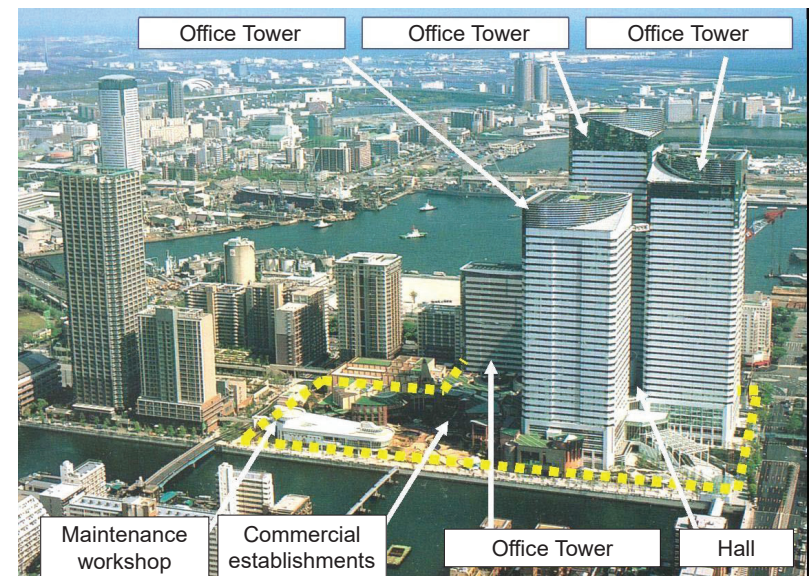 Office Tower
Office Tower
Office Tower
Maintenance
workshop
Commercial
establishments
Office Tower
Hall